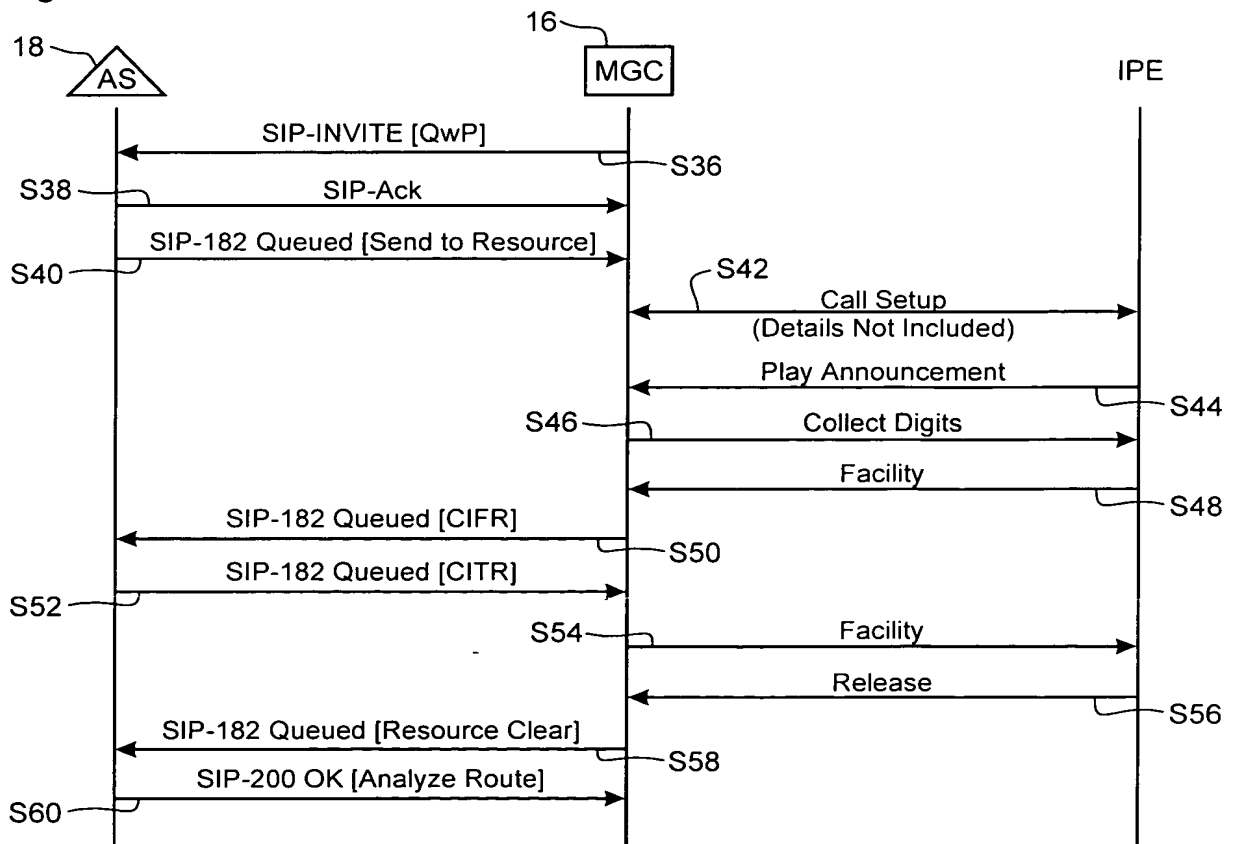 18
AS
16
MGC
IPE
SIP-INVITE [QwP]
S36
S38
SIP-Ack
SIP-182 Queued [Send to Resource]
S40
S42
Call Setup
(Details Not Included)
Play Announcement
S44
S46
Collect Digits
Facility
S48
SIP-182 Queued [CIFR]
S50
SIP-182 Queued [CITR]
S52
S54
Facility
Release
S56
SIP-182 Queued [Resource Clear]
S58
SIP-200 OK [Analyze Route]
S60